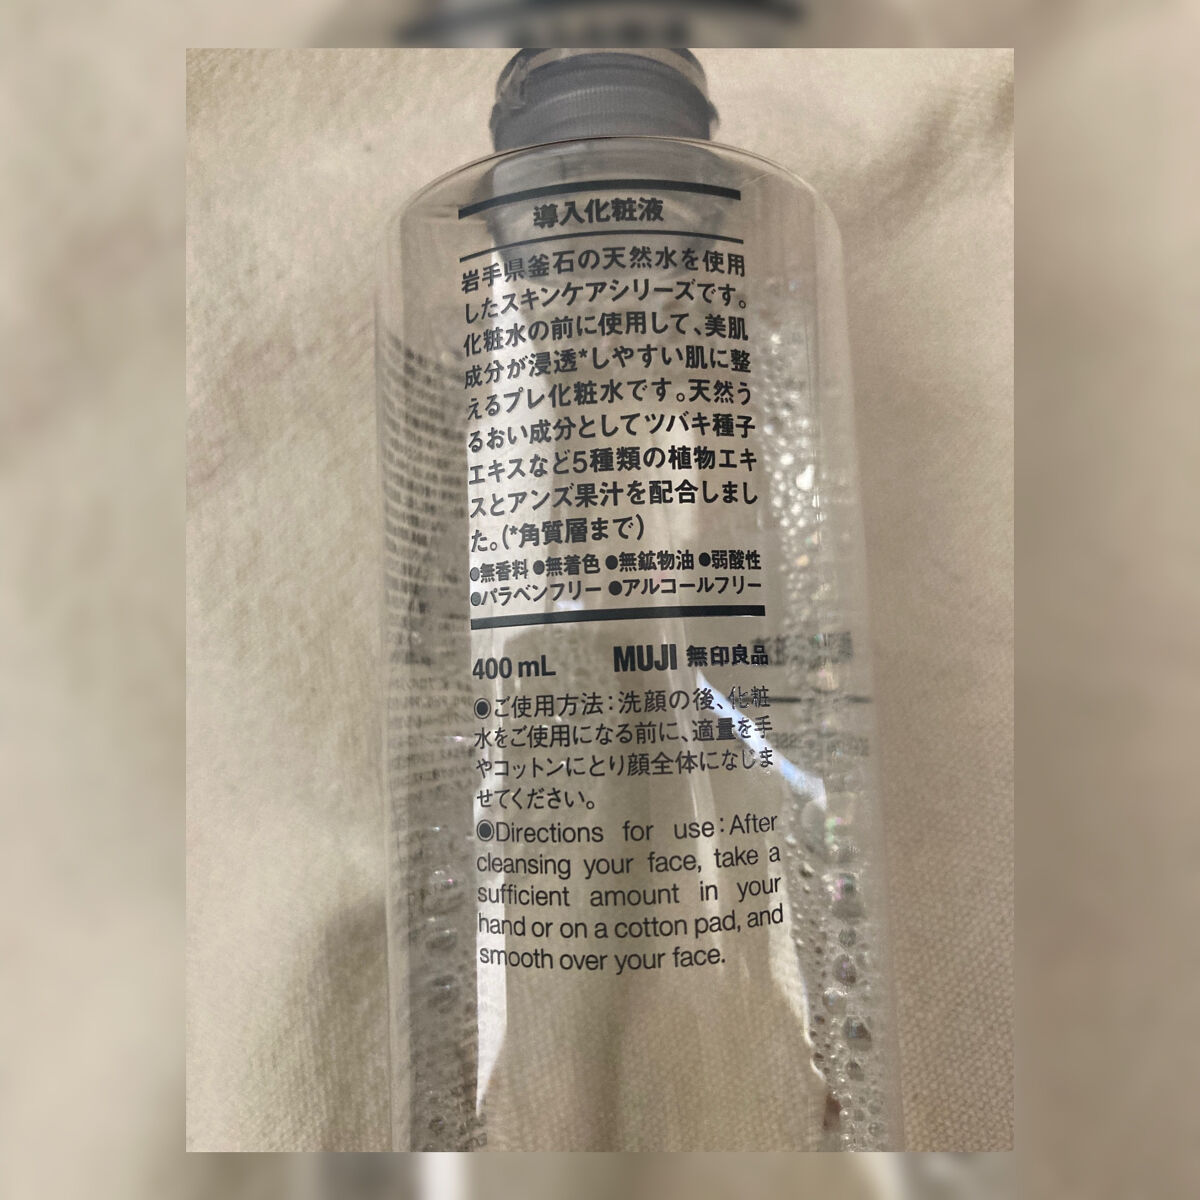 導入化粧液
岩手県釜石の天然水を使用
したスキンケアシリーズです。
化粧水の前に使用して、美肌
成分が浸透*しやすい肌に整
えるプレ化粧水です。天然う
るおい成分としてツバキ種子
エキスなど5種類の植物エキ
スとアンズ果汁を配合しまし
た。(*角質層まで)
●無香料 ●無着色 ●無鉱物油 ●弱酸性
●パラベンフリー ●アルコールフリー
400 mL MUJI 無印良品
◉ご使用方法：洗顔の後、化粧
水をご使用になる前に、適量を手
やコットンにとり顔全体になじま
せてください。
◉Directions for use：After
cleansing your face, take a
sufficient amount in your
hand or on a cotton pad, and
smooth over your face.